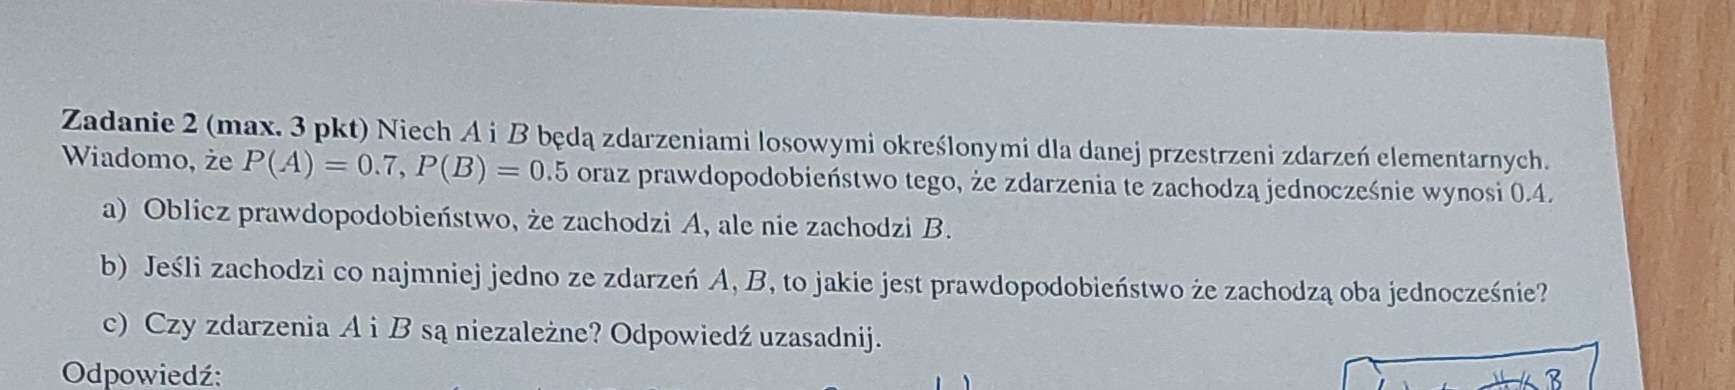 Zadanie 2 (max. 3 pkt) Niech A i B będą zdarzeniami losowymi określonymi dla danej przestrzeni zdarzeń elementarnych.
Wiadomo, że P(A) = 0.7, P(B) = 0.5 oraz prawdopodobieństwo tego, że zdarzenia te zachodzą jednocześnie wynosi 0.4.
a) Oblicz prawdopodobieństwo, że zachodzi A, ale nie zachodzi B.
b) Jeśli zachodzi co najmniej jedno ze zdarzeń A, B, to jakie jest prawdopodobieństwo że zachodzą oba jednocześnie?
c) Czy zdarzenia A i B są niezależne? Odpowiedź uzasadnij.
Odpowiedź:
B